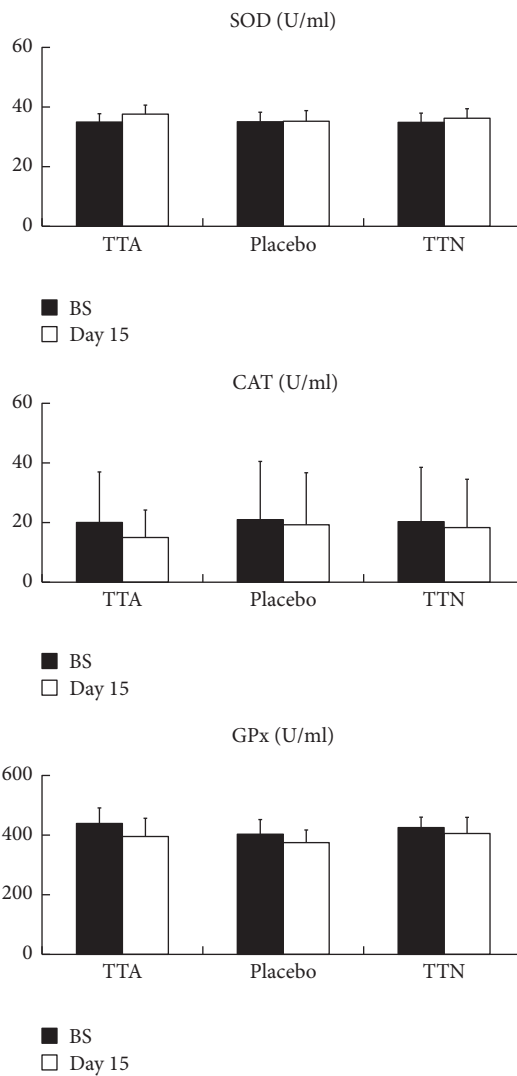 SOD (U/ml)
60
40
20
0
TTA Placebo TTN
BS
Day 15
CAT (U/ml)
60
40
20
0
TTA Placebo TTN
BS
Day 15
GPx (U/ml)
600
400
200
0
TTA Placebo TTN
BS
Day 15